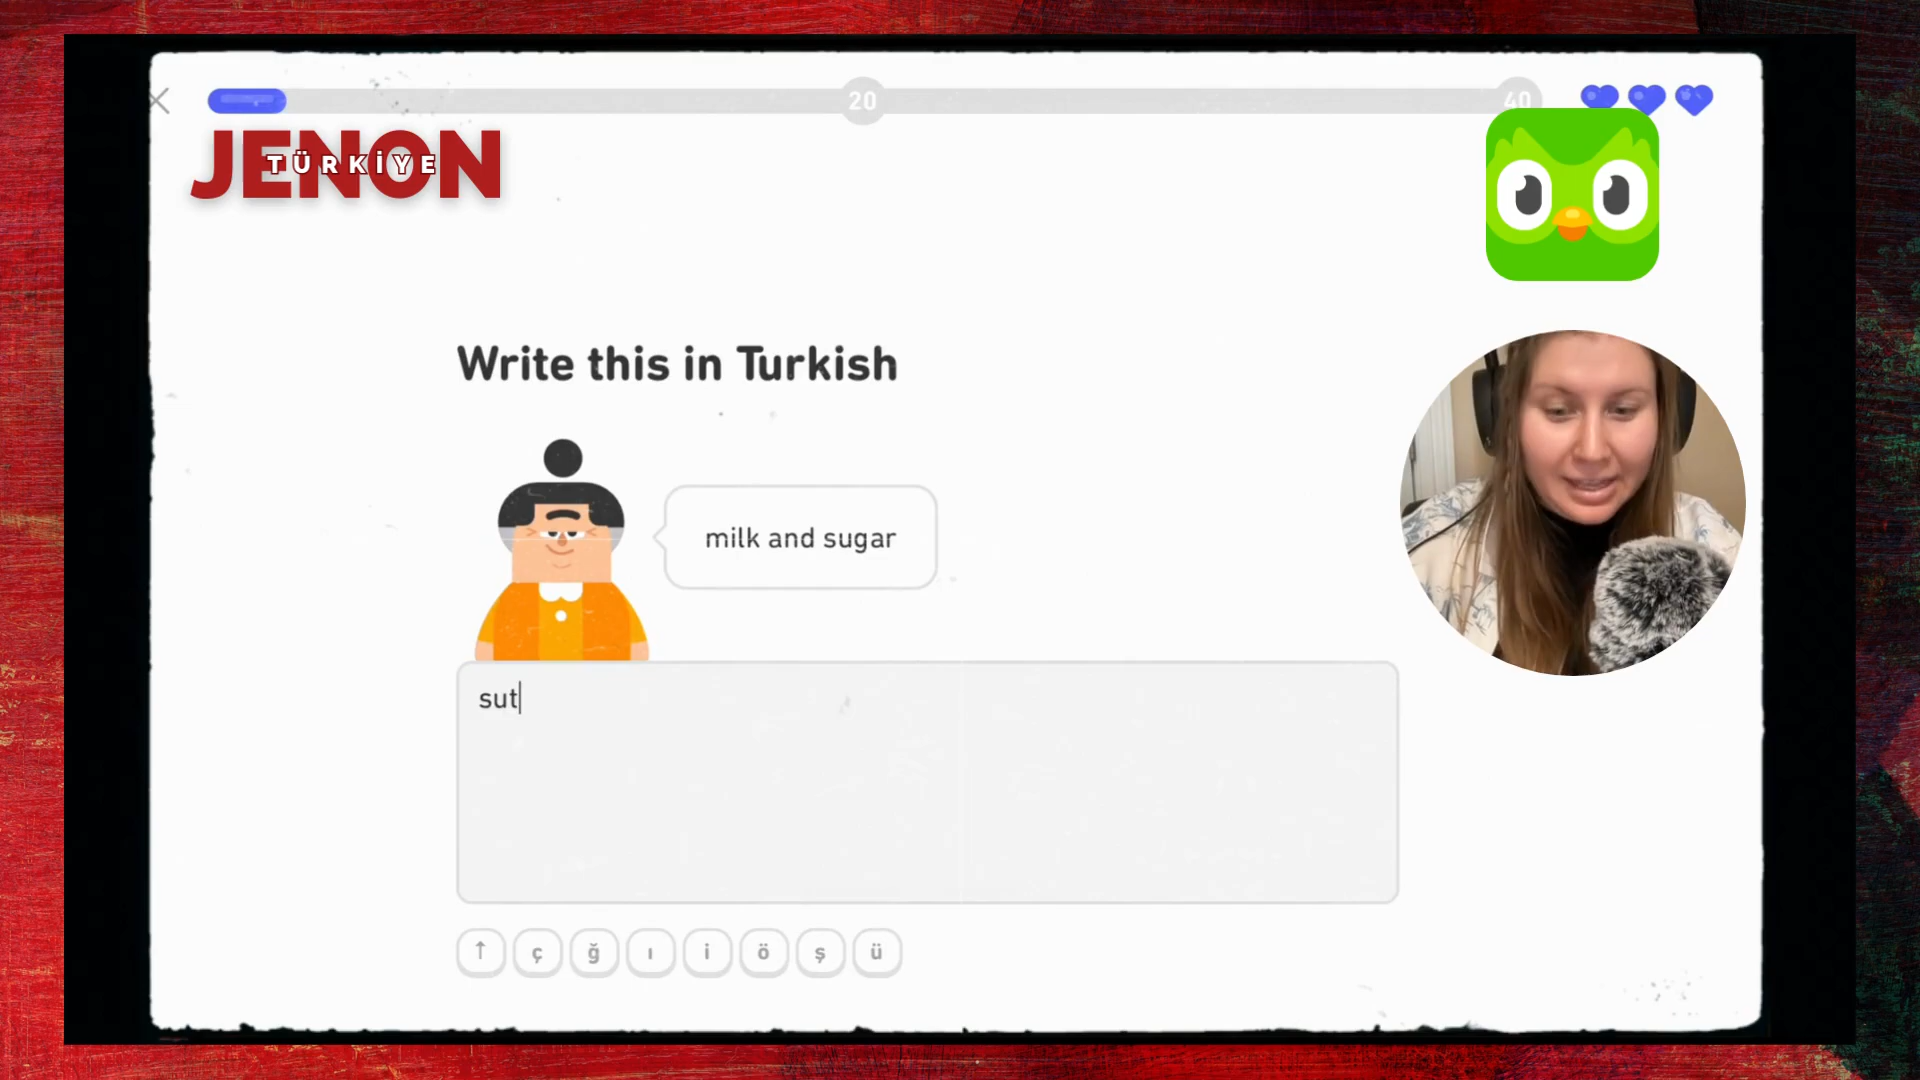 20
40
JENON
TÜRKİYE
Write this in Turkish
milk and sugar
sut
↑ ç ğ ı i ö ş ü